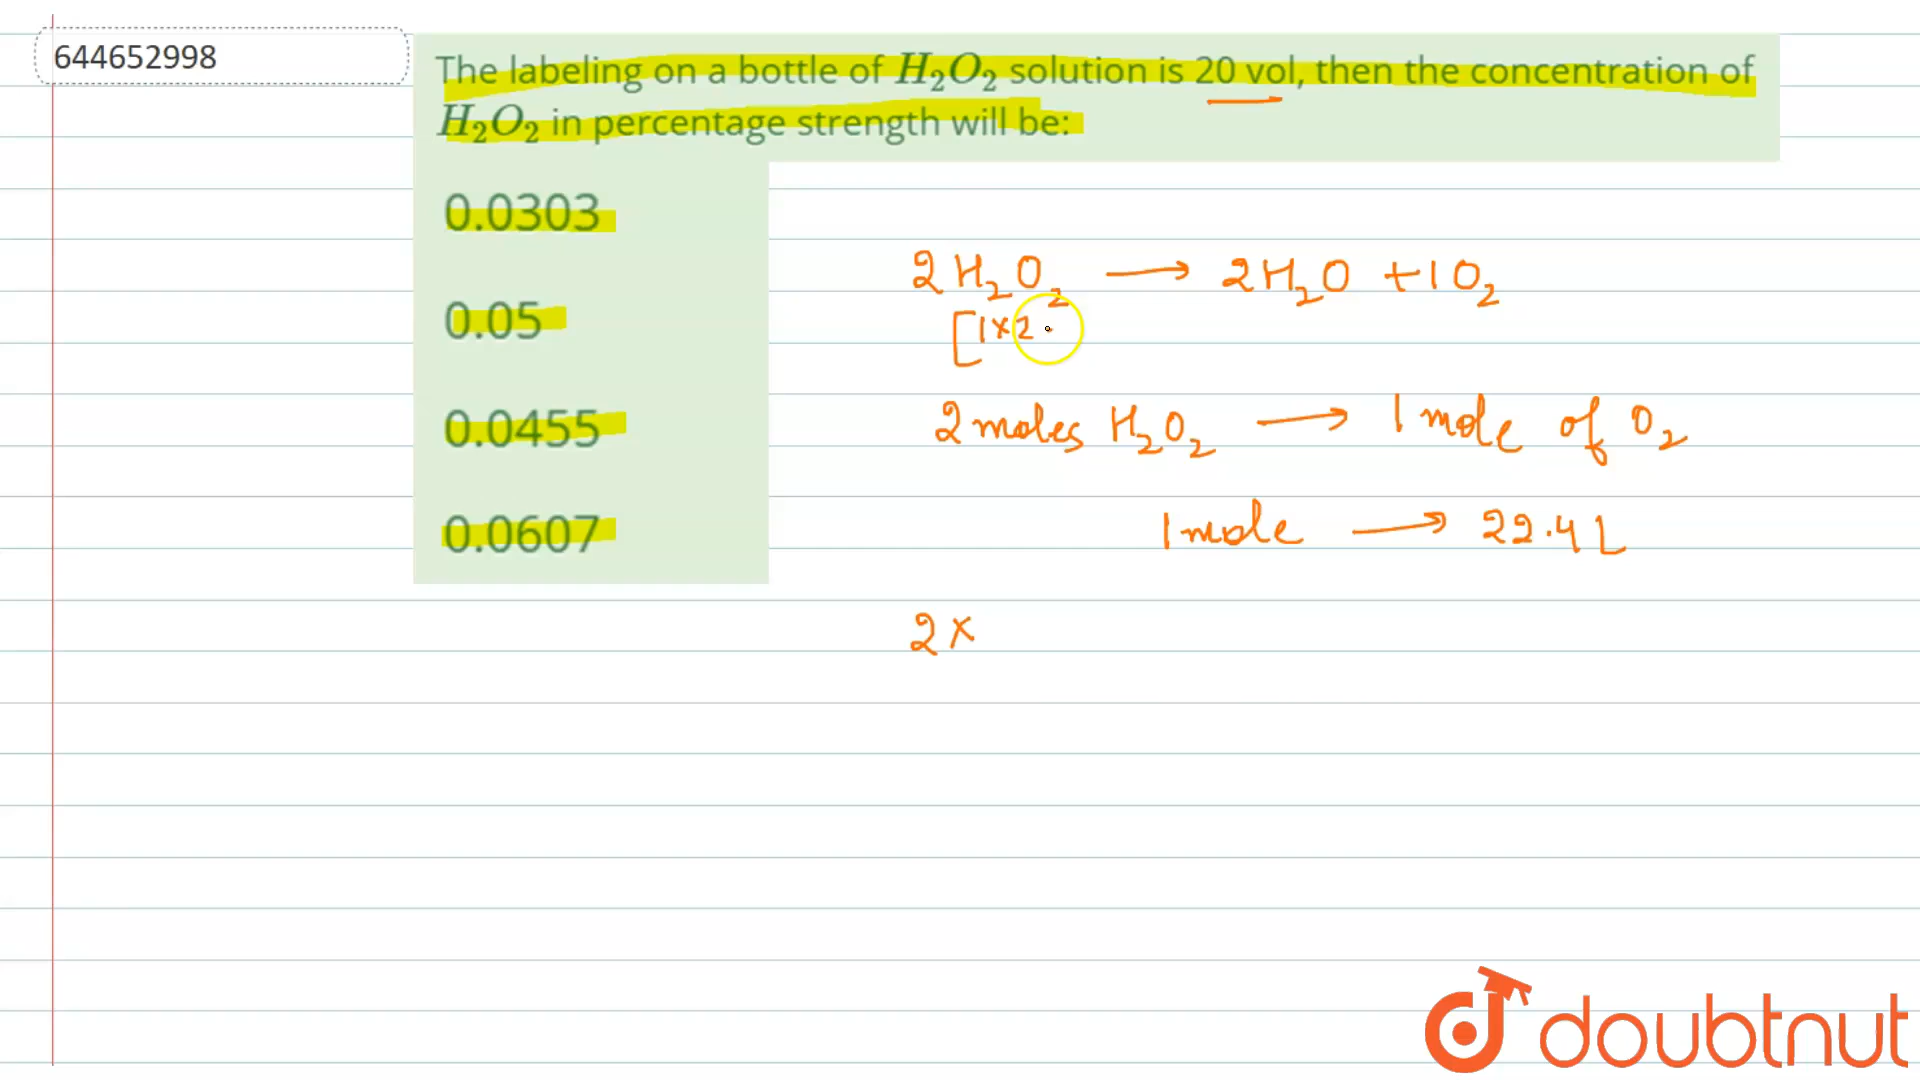 644652998
The labeling on a bottle of H₂O₂ solution is 20 vol, then the concentration of
H₂O₂ in percentage strength will be:
0.0303
0.05
0.0455
0.0607
2H₂O₂ → 2H₂O + 1O₂
[1×2
2 moles H₂O₂ → 1 mole of O₂
1 mole → 22.4 L
2×
doubtnut